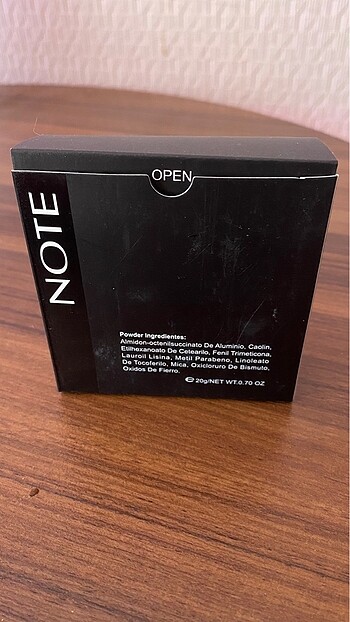 OPEN
NOTE
Powder Ingredientes:
Almidon-octenilsuccinato De Aluminio, Caolin,
Etilhexanoato De Cetearilo, Fenil Trimeticona,
Lauroil Lisina, Metil Parabeno, Linoleato
De Tocoferilo, Mica, Oxicloruro De Bismuto,
Oxidos De Fierro.
℮ 20g/NET WT.0.70 OZ